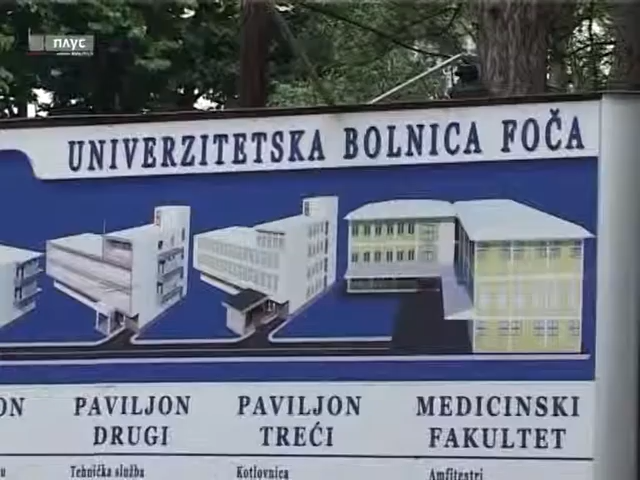 плус
UNIVERZITETSKA BOLNICA FOČA
ON
PAVILJON DRUGI
PAVILJON TREĆI
MEDICINSKI FAKULTET
Tehnička služba
Kotlovnica
Amfiteatri